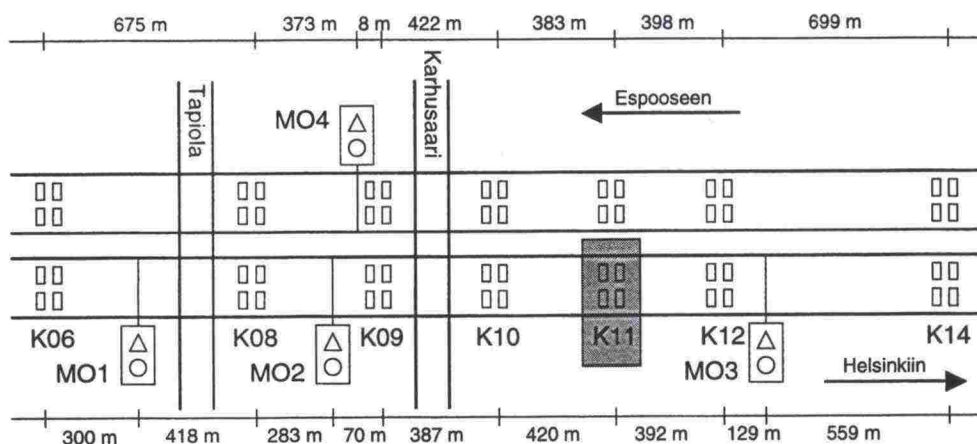 675 m 373 m 8 m 422 m 383 m 398 m 699 m
Tapiola
Karhusaari
Espooseen
MO4
K06 K08 K09 K10 K11 K12 K14
MO1 MO2 MO3
Helsinkiin
300 m 418 m 283 m 70 m 387 m 420 m 392 m 129 m 559 m